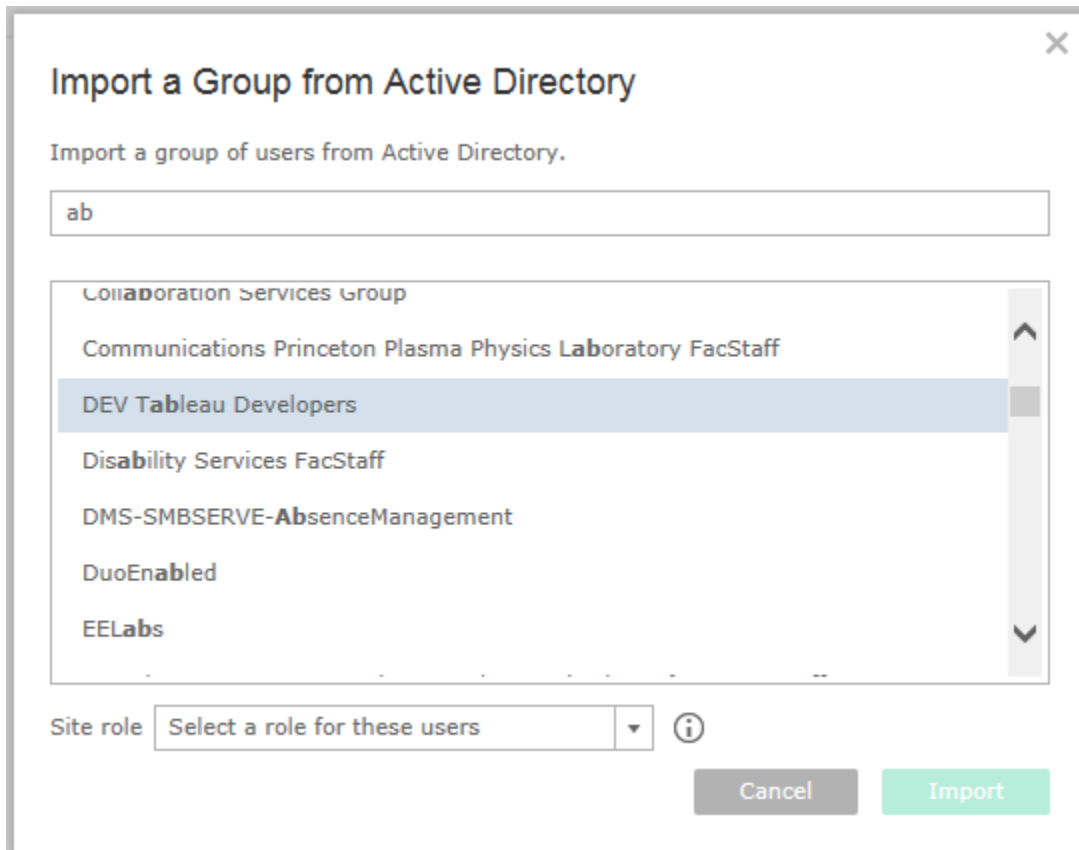 Import a Group from Active Directory
Import a group of users from Active Directory.
ab
Collaboration Services Group
Communications Princeton Plasma Physics Laboratory FacStaff
DEV Tableau Developers
Disability Services FacStaff
DMS-SMBSERVE-AbsenceManagement
DuoEnabled
EELabs
Site role Select a role for these users
Cancel Import